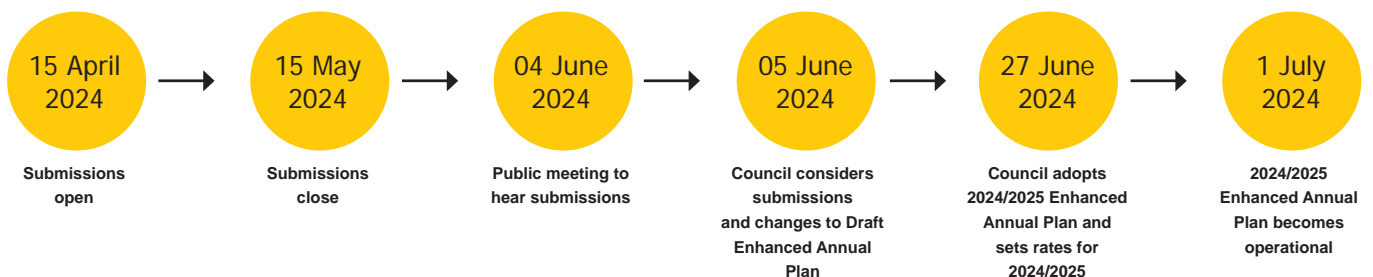 15 April
2024
Submissions
open
15 May
2024
Submissions
close
04 June
2024
Public meeting to
hear submissions
05 June
2024
Council considers
submissions
and changes to Draft
Enhanced Annual
Plan
27 June
2024
Council adopts
2024/2025 Enhanced
Annual Plan and
sets rates for
2024/2025
1 July
2024
2024/2025
Enhanced Annual
Plan becomes
operational